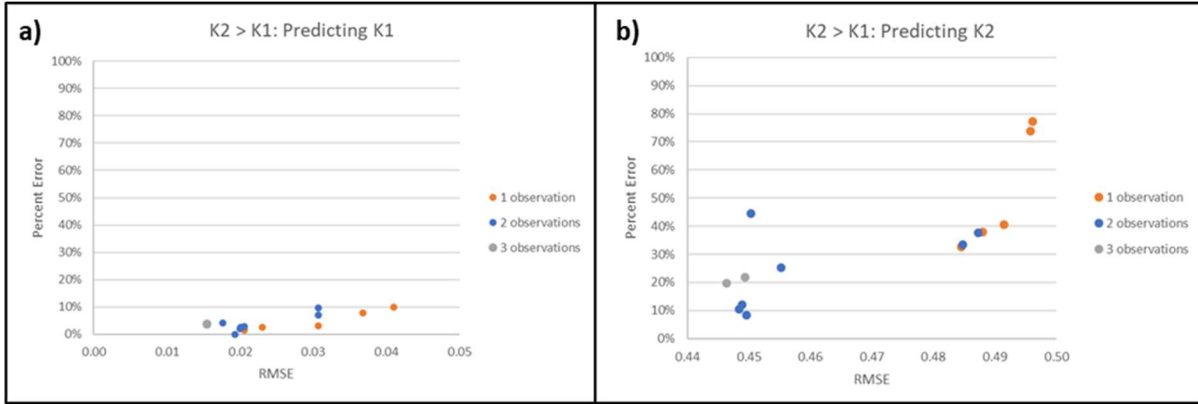 a)
K2 > K1: Predicting K1
100%
90%
80%
70%
60%
50%
40%
30%
20%
10%
0%
Percent Error
0.00 0.01 0.02 0.03 0.04 0.05
RMSE
1 observation
2 observations
3 observations
b)
K2 > K1: Predicting K2
100%
90%
80%
70%
60%
50%
40%
30%
20%
10%
0%
Percent Error
0.44 0.45 0.46 0.47 0.48 0.49 0.50
RMSE
1 observation
2 observations
3 observations